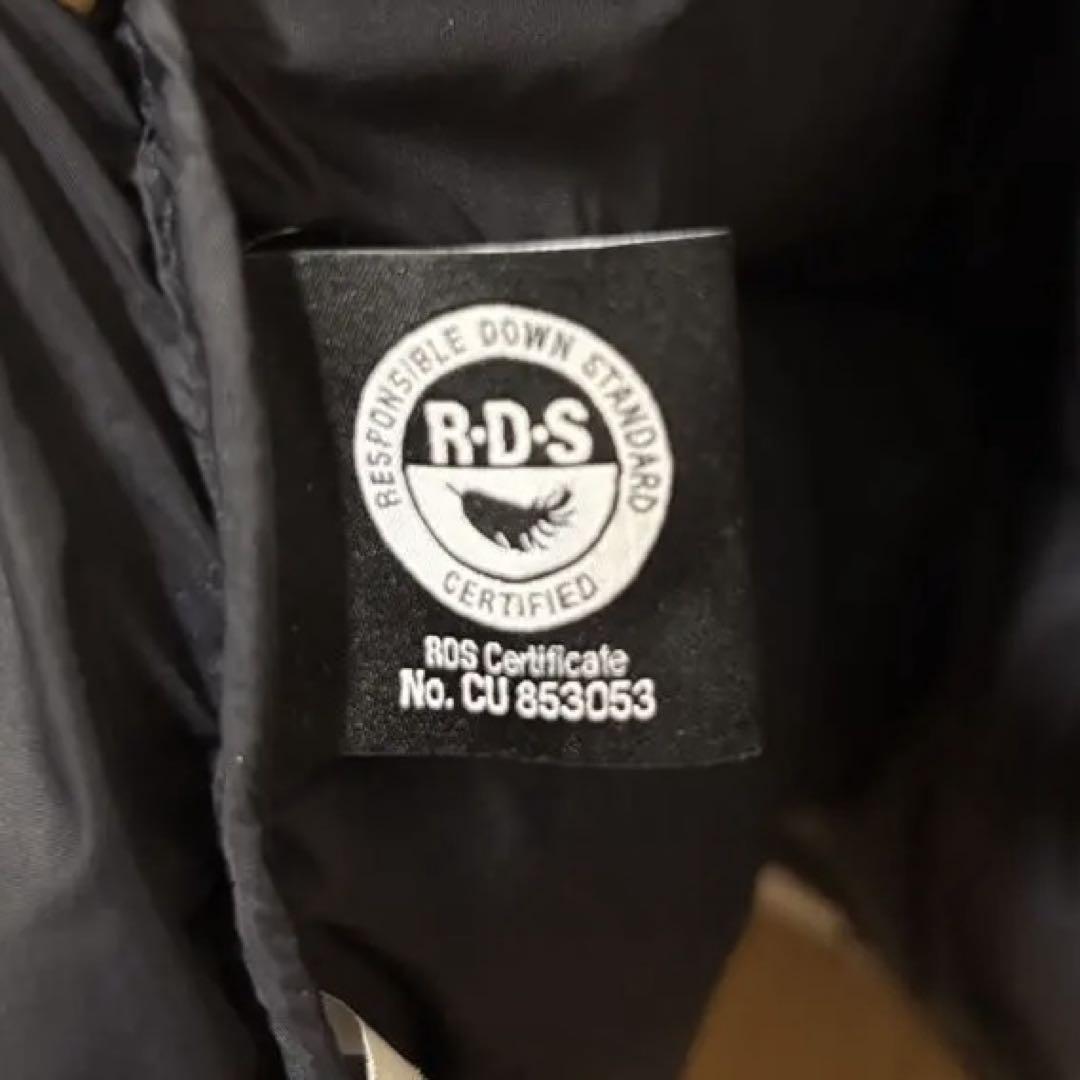 RESPONSIBLE DOWN STANDARD
R·D·S
CERTIFIED
RDS Certificate
No. CU 853053